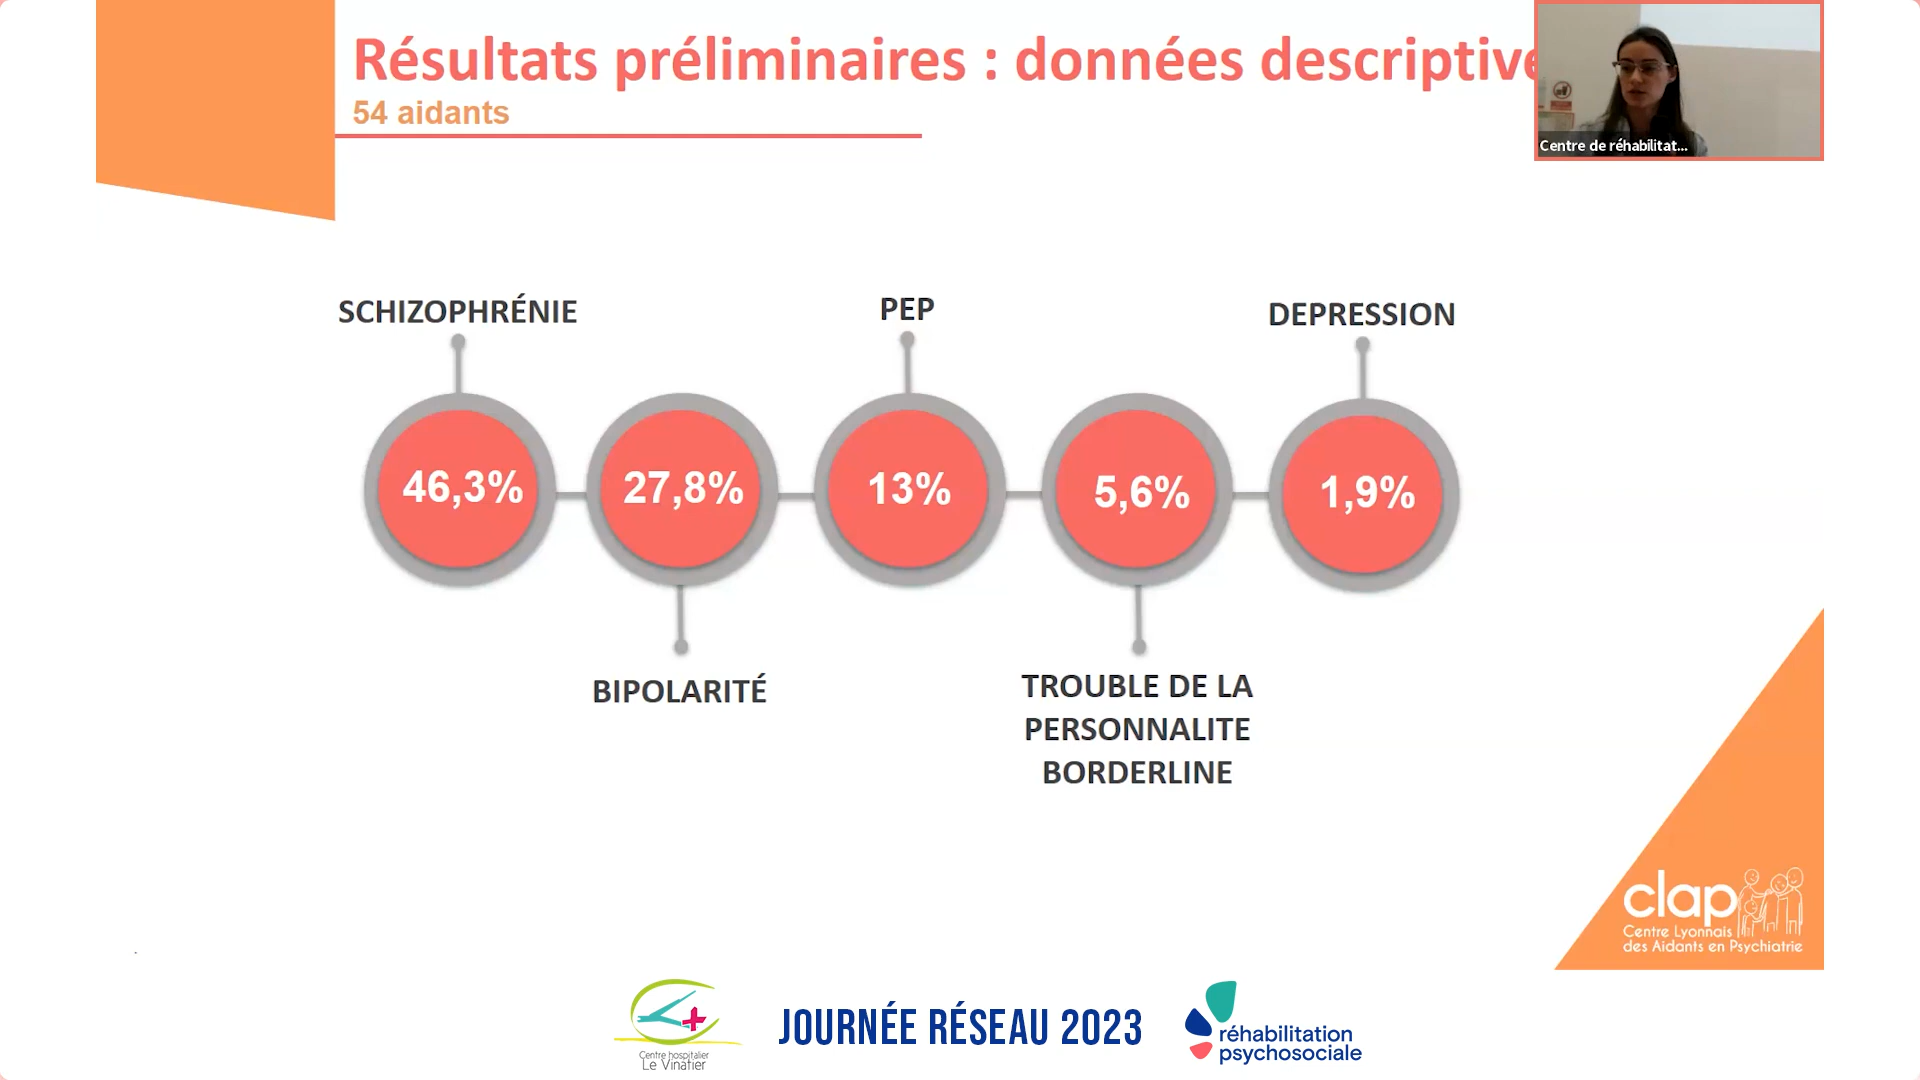 Résultats préliminaires : données descriptive
54 aidants
Centre de réhabilitat...
SCHIZOPHRÉNIE
PEP
DEPRESSION
46,3%
27,8%
13%
5,6%
1,9%
BIPOLARITÉ
TROUBLE DE LA
PERSONNALITE
BORDERLINE
clap
Centre Lyonnais
des Aidants en Psychiatrie
Centre hospitalier
Le Vinatier
JOURNÉE RÉSEAU 2023
réhabilitation
psychosociale